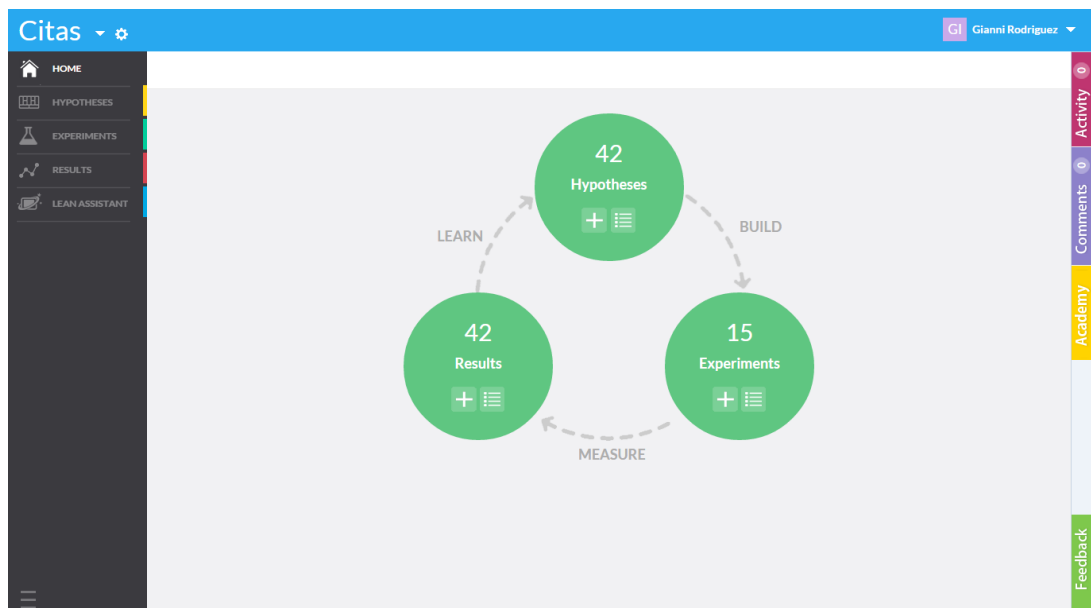 Citas
GI Gianni Rodriguez
HOME
HYPOTHESES
EXPERIMENTS
RESULTS
LEAN ASSISTANT
42
Hypotheses
LEARN
BUILD
42
Results
15
Experiments
MEASURE
Activity 0
Comments 0
Academy
Feedback